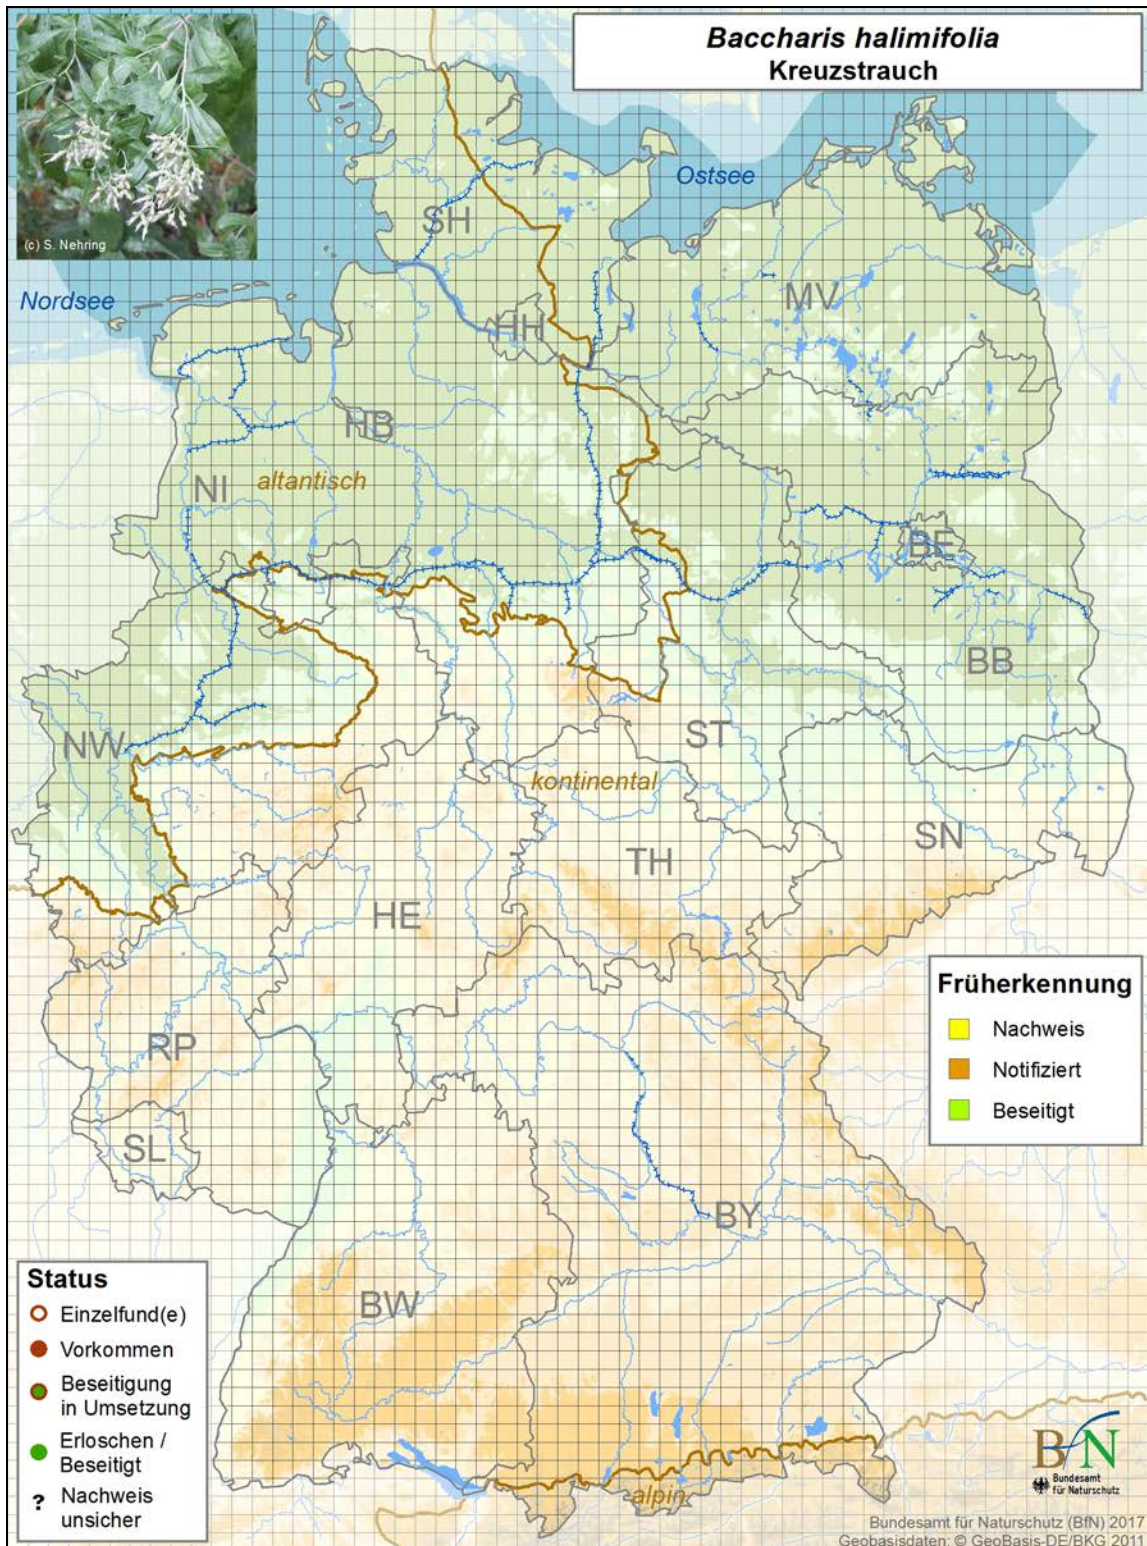 Baccharis halimifolia
Kreuzstrauch
(c) S. Nehring
Ostsee
Nordsee
SH
MV
HH
HB
NI
altantisch
BE
BB
NW
ST
kontinental
SN
TH
HE
RP
SL
BY
BW
alpin
Früherkennung
Nachweis
Notifiziert
Beseitigt
Status
Einzelfund(e)
Vorkommen
Beseitigung
in Umsetzung
Erloschen /
Beseitigt
? Nachweis
unsicher
BfN
Bundesamt
für Naturschutz
Bundesamt für Naturschutz (BfN) 2017
Geobasisdaten: © GeoBasis-DE/BKG 2011